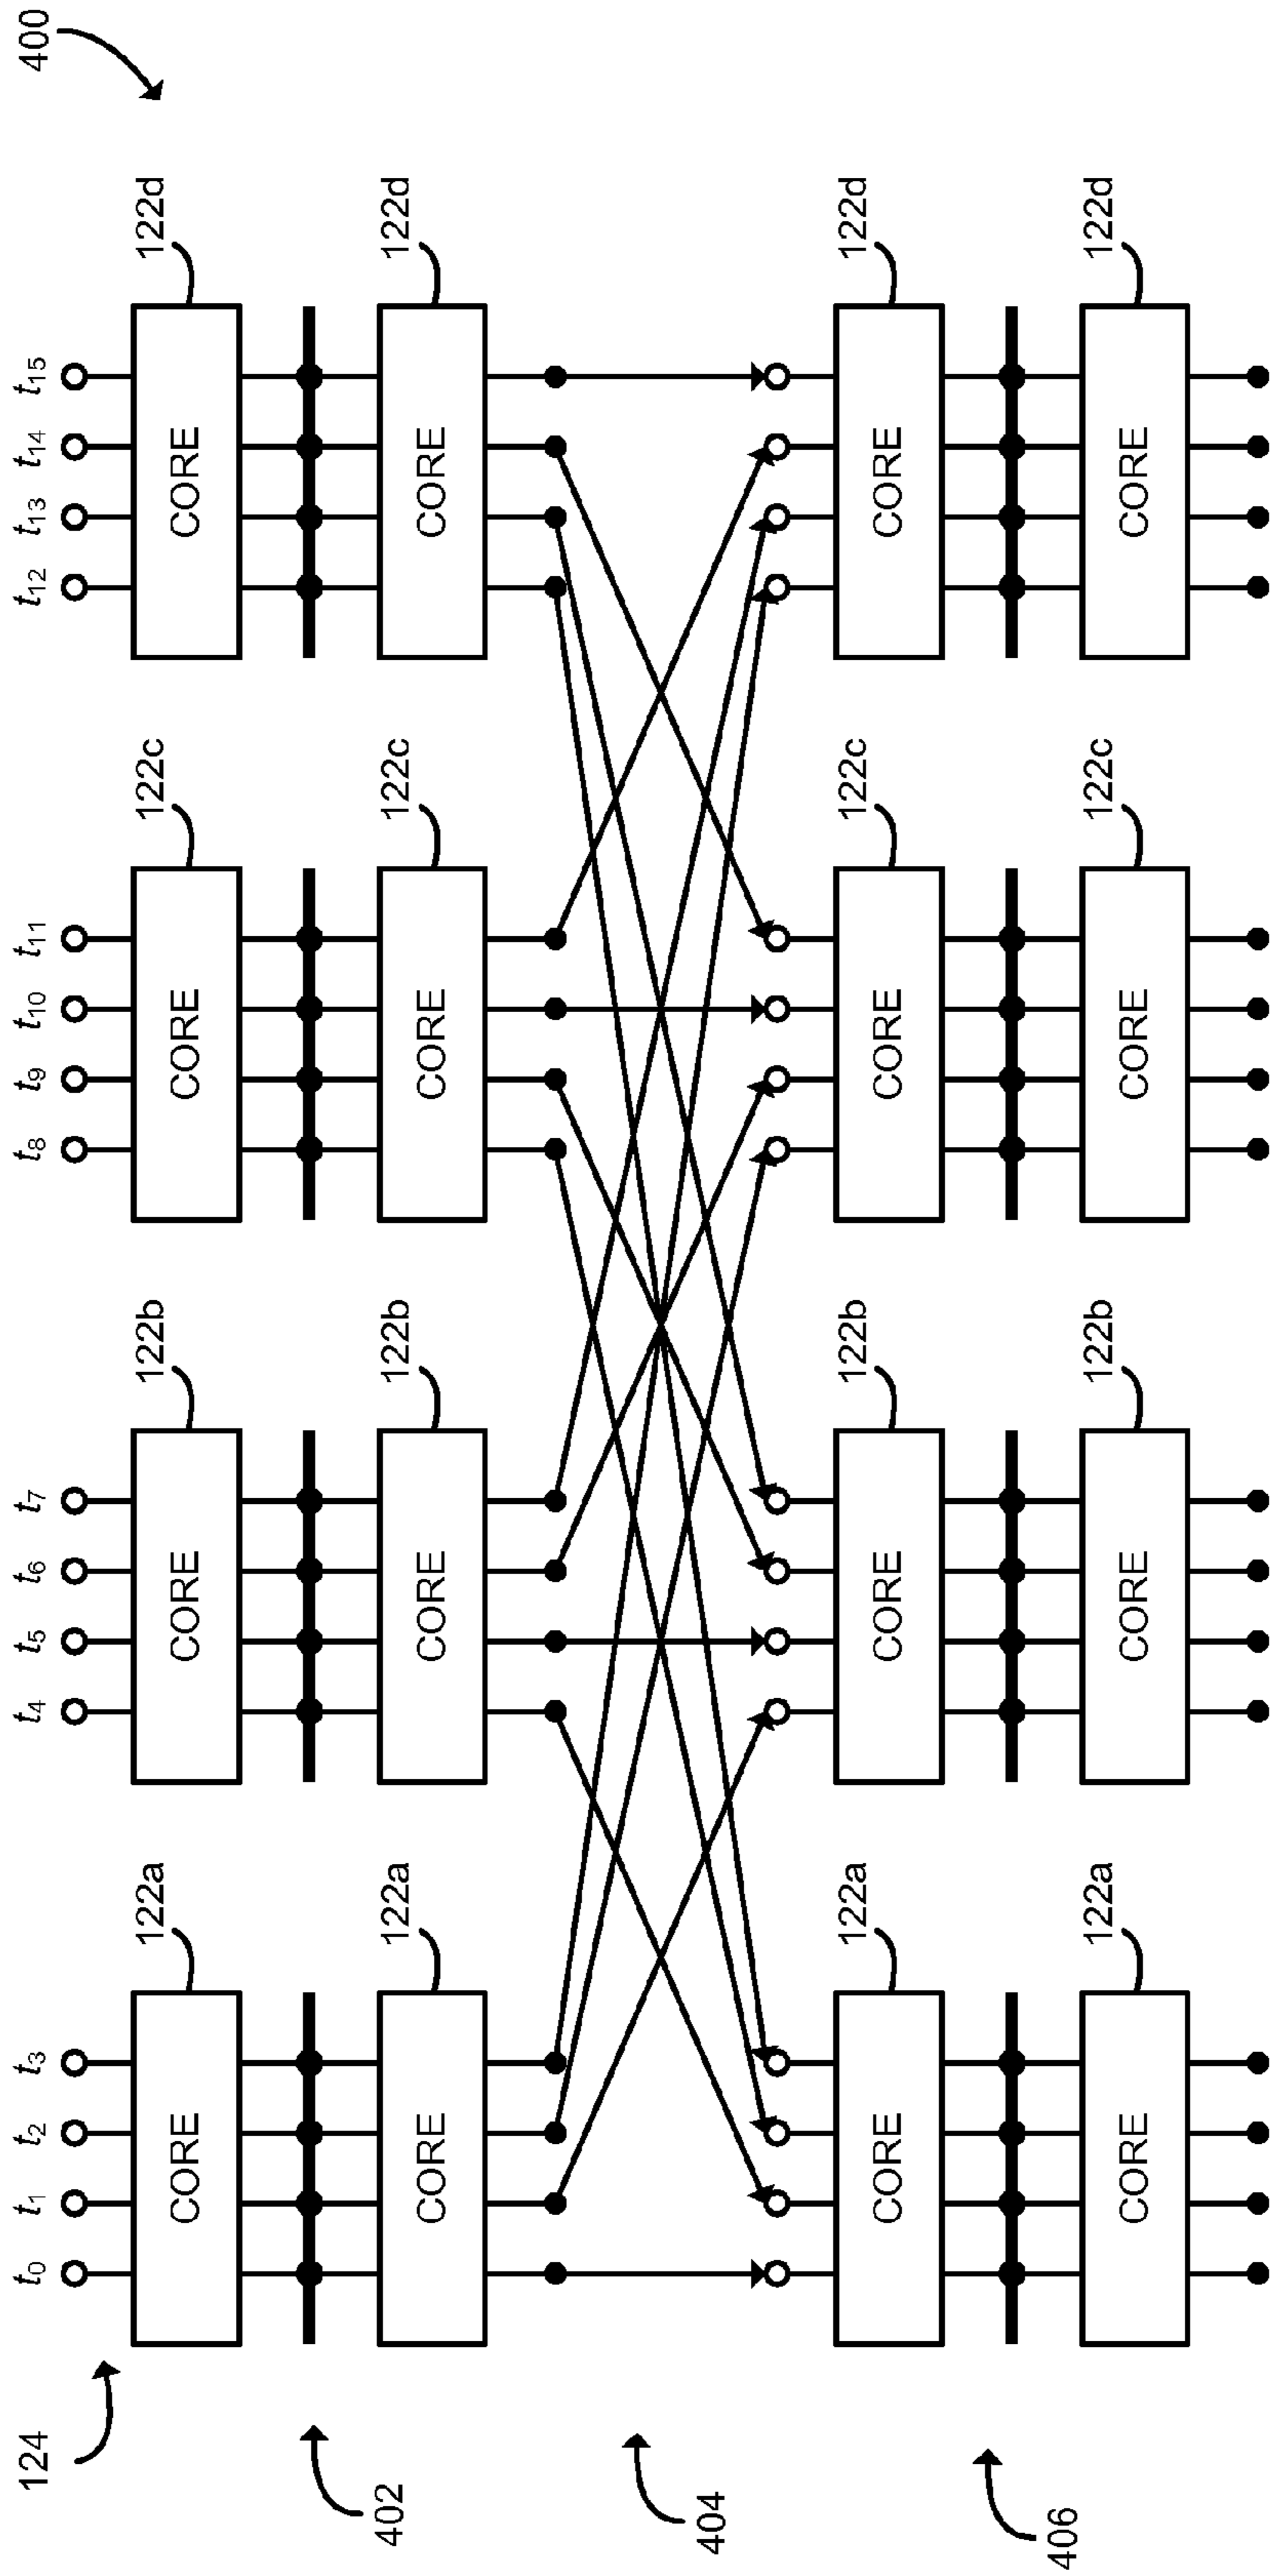 124 t0 t1 t2 t3 t4 t5 t6 t7 t8 t9 t10 t11 t12 t13 t14 t15 400
122a 122b 122c 122d
CORE CORE CORE CORE
402 122a 122b 122c 122d
CORE CORE CORE CORE
404
122a 122b 122c 122d
CORE CORE CORE CORE
406 122a 122b 122c 122d
CORE CORE CORE CORE